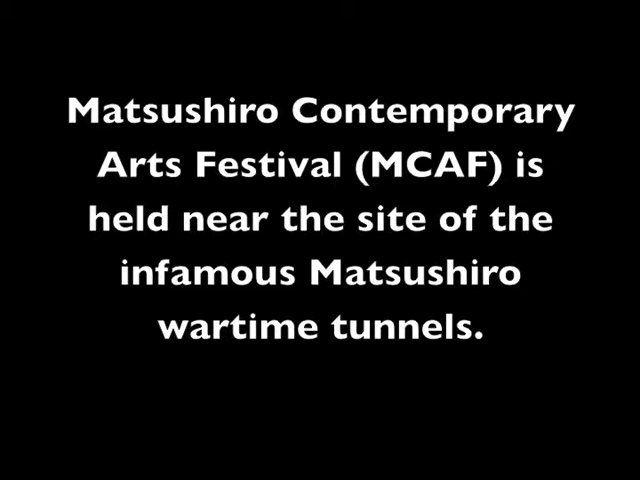 Matsushiro Contemporary
Arts Festival (MCAF) is
held near the site of the
infamous Matsushiro
wartime tunnels.